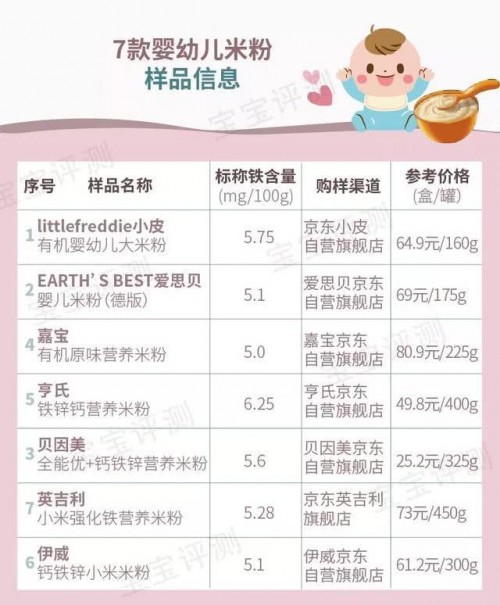 7款婴幼儿米粉
样品信息
序号 样品名称 标称铁含量 (mg/100g) 购样渠道 参考价格 (盒/罐)
1 littlefreddie小皮 有机婴幼儿大米粉 5.75 京东小皮 自营旗舰店 64.9元/160g
2 EARTH'S BEST爱思贝 婴儿米粉(德版) 5.1 爱思贝京东 自营旗舰店 69元/175g
4 嘉宝 有机原味营养米粉 5.0 嘉宝京东 自营旗舰店 80.9元/225g
5 亨氏 铁锌钙营养米粉 6.25 亨氏京东 自营旗舰店 49.8元/400g
3 贝因美 全能优+钙铁锌营养米粉 5.6 贝因美京东 自营旗舰店 25.2元/325g
7 英吉利 小米强化铁营养米粉 5.28 京东英吉利 旗舰店 73元/450g
6 伊威 钙铁锌小米米粉 5.1 伊威京东 自营旗舰店 61.2元/300g
宝宝评测